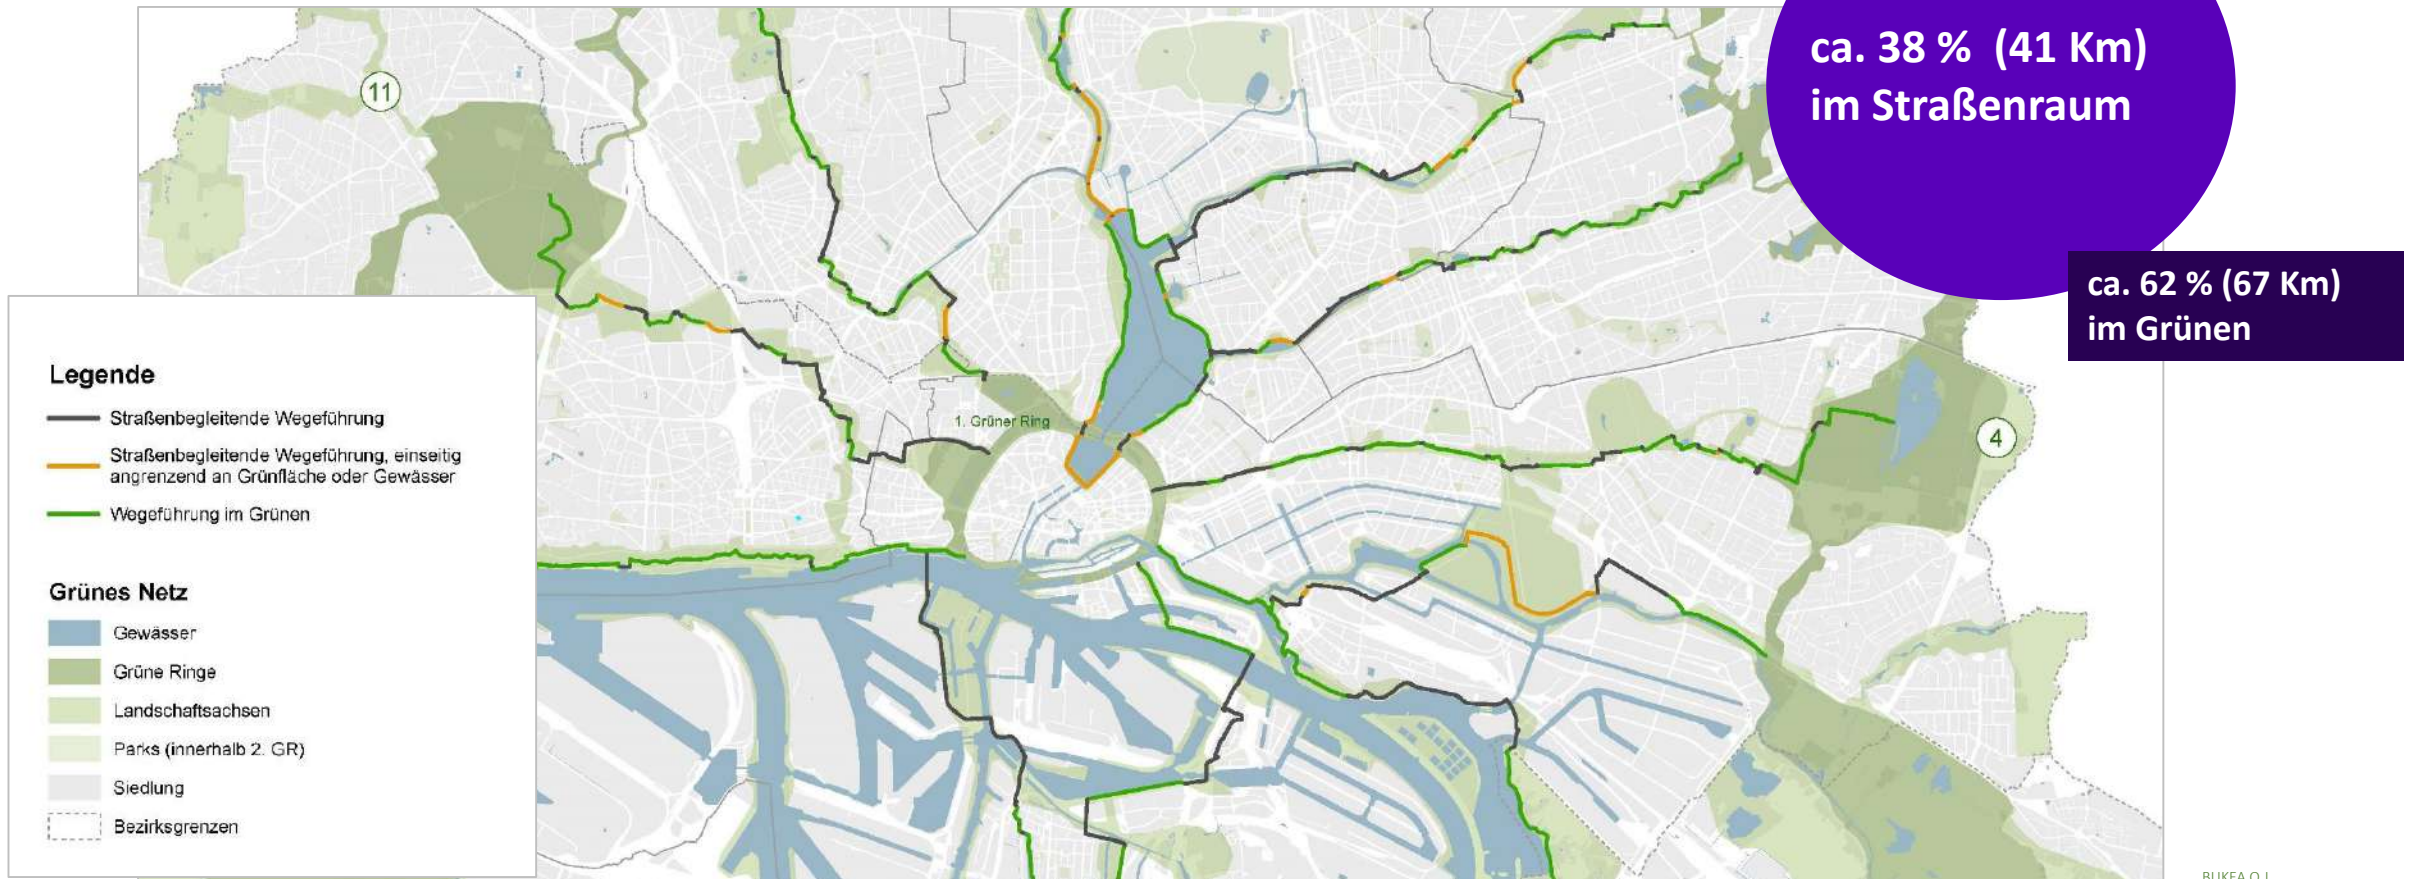 ca. 38 % (41 Km)
im Straßenraum
ca. 62 % (67 Km)
im Grünen
11
1. Grüner Ring
4
Legende
Straßenbegleitende Wegeführung
Straßenbegleitende Wegeführung, einseitig
angrenzend an Grünfläche oder Gewässer
Wegeführung im Grünen
Grünes Netz
Gewässer
Grüne Ringe
Landschaftsachsen
Parks (innerhalb 2. GR)
Siedlung
Bezirksgrenzen